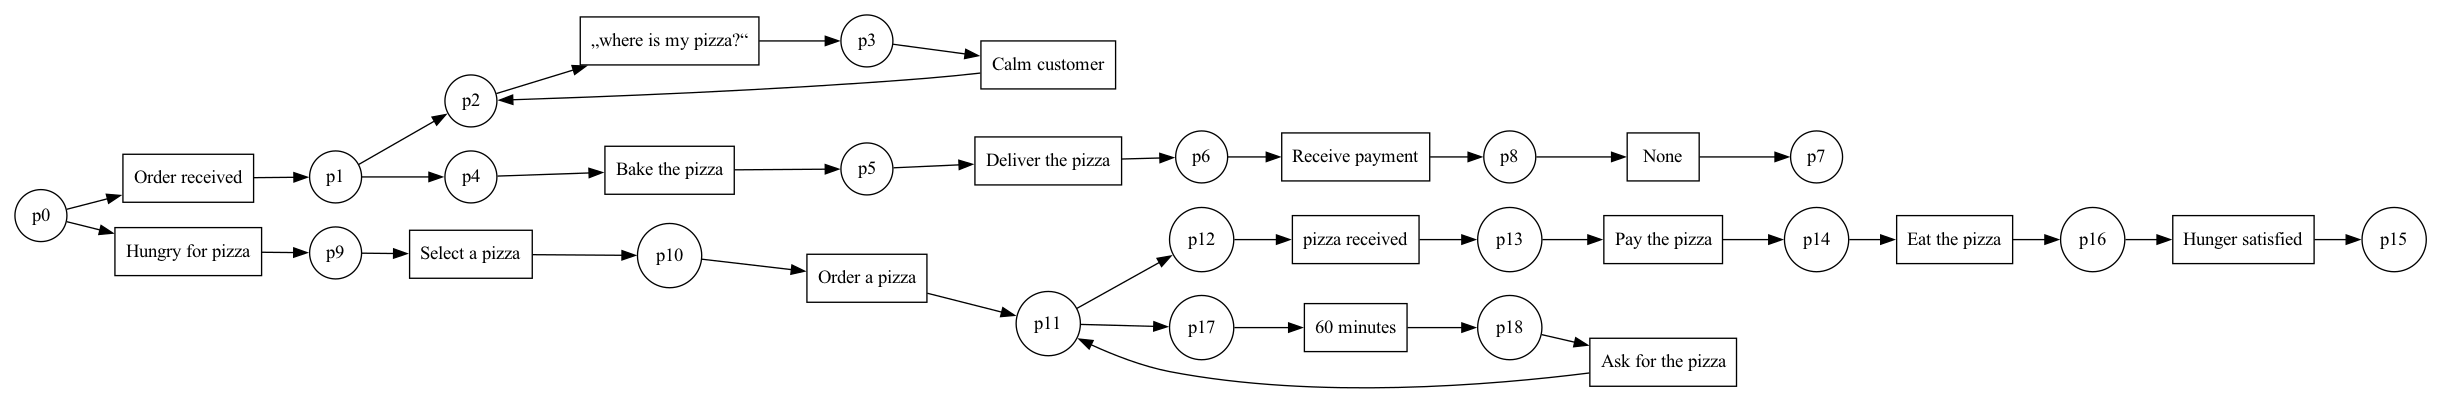 „where is my pizza?“
p3
Calm customer
p2
Order received
p1
p4
Bake the pizza
p5
Deliver the pizza
p6
Receive payment
p8
None
p7
p0
Hungry for pizza
p9
Select a pizza
p10
Order a pizza
p11
p12
pizza received
p13
Pay the pizza
p14
Eat the pizza
p16
Hunger satisfied
p15
p17
60 minutes
p18
Ask for the pizza